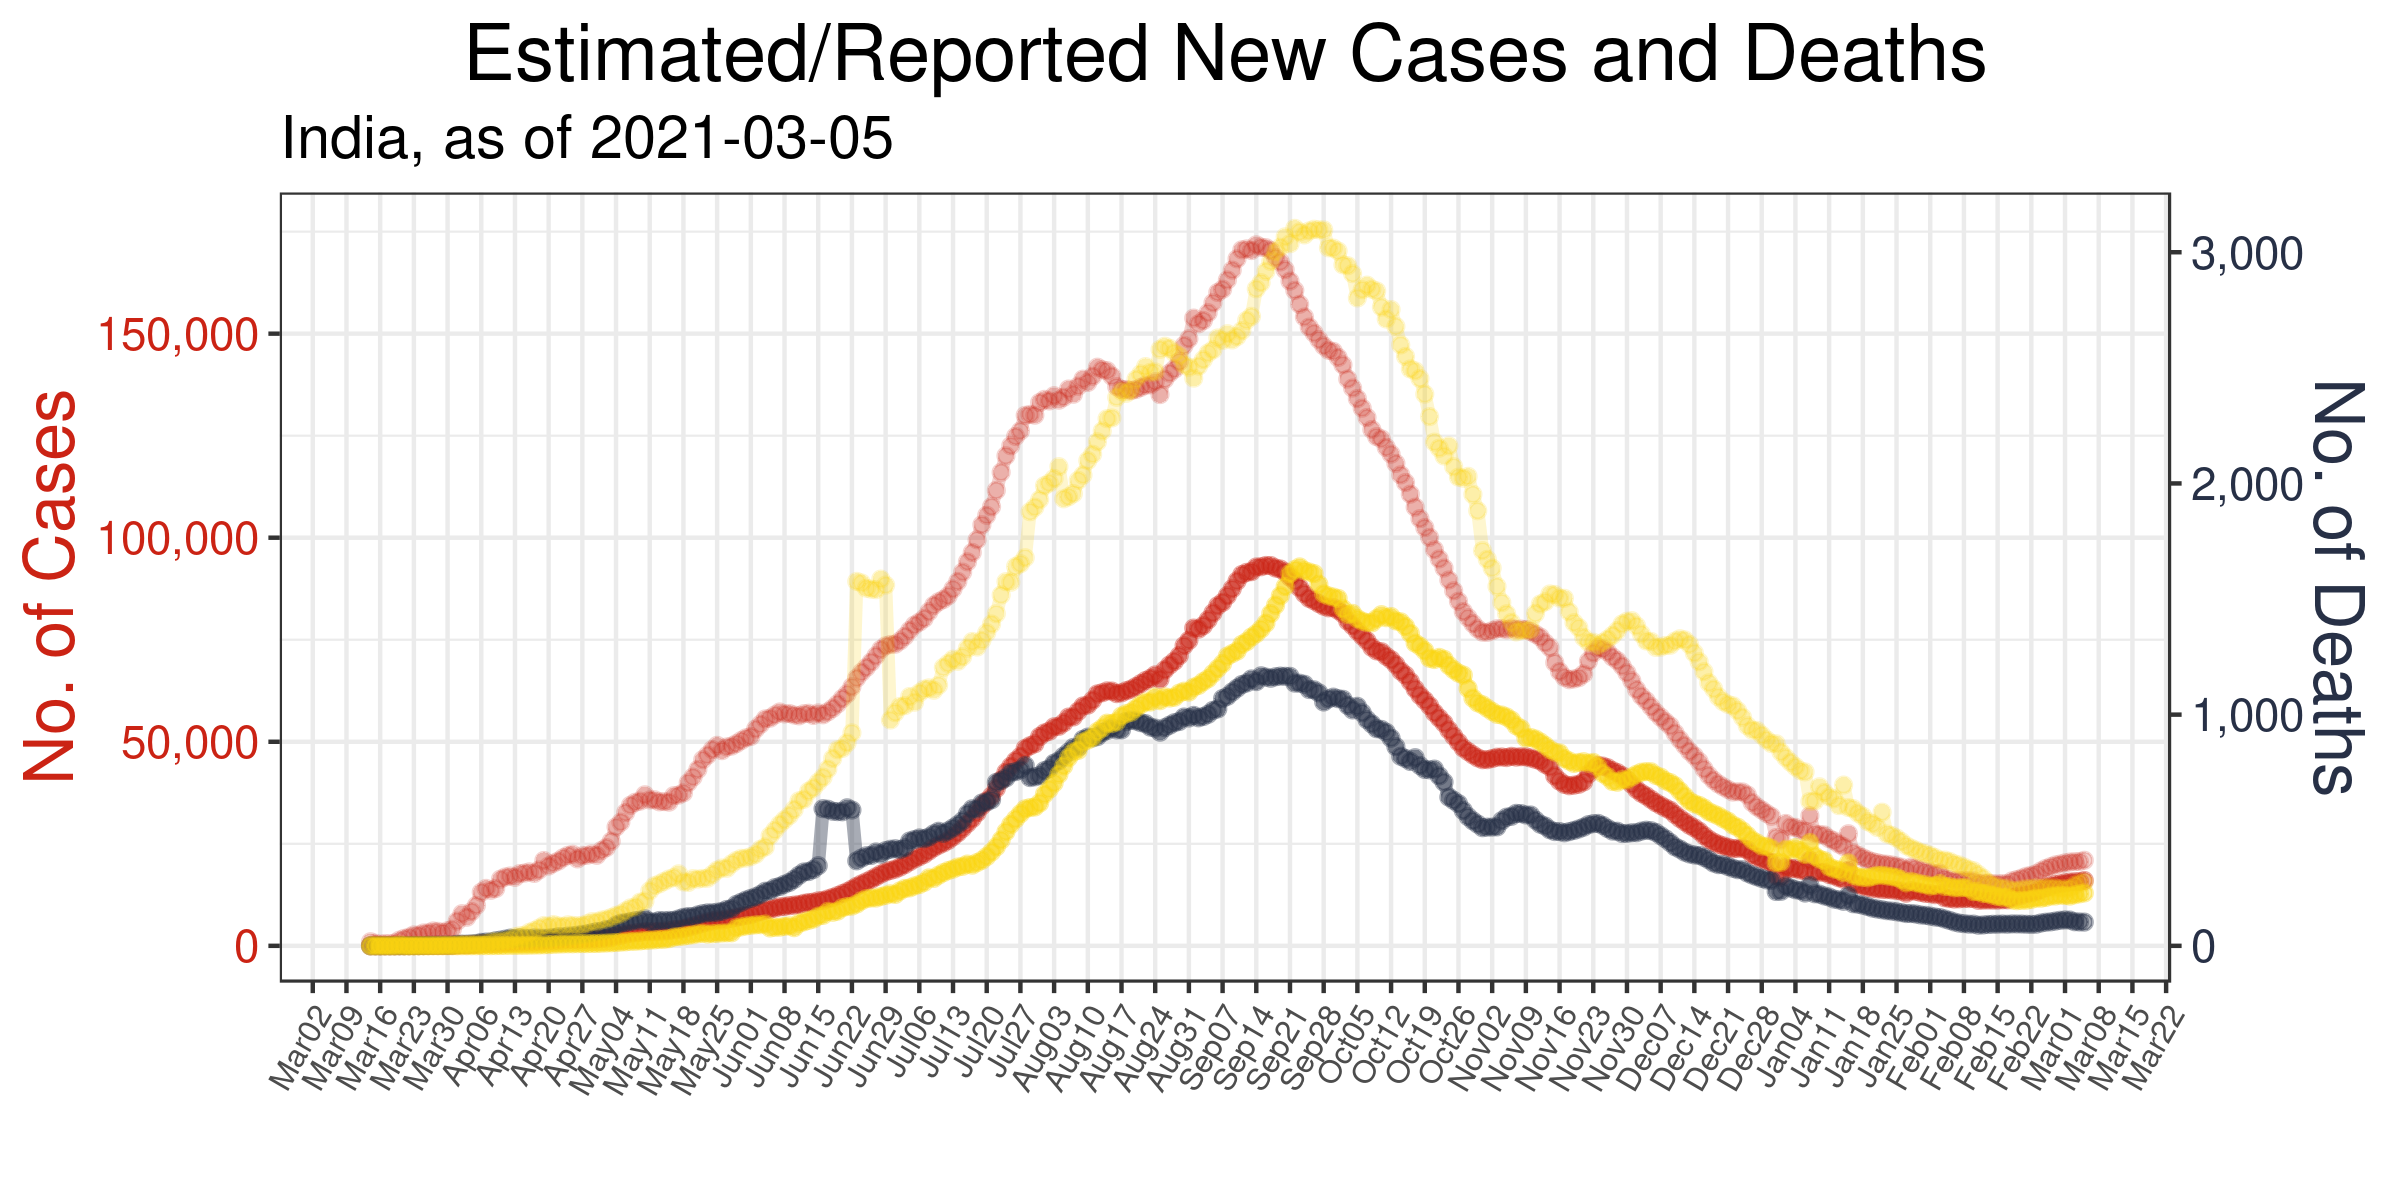 Estimated/Reported New Cases and Deaths
India, as of 2021-03-05
No. of Cases
150,000
100,000
50,000
0
3,000
2,000
1,000
0
No. of Deaths
Mar02
Mar09
Mar16
Mar23
Mar30
Apr06
Apr13
Apr20
Apr27
May04
May11
May18
May25
Jun01
Jun08
Jun15
Jun22
Jun29
Jul06
Jul13
Jul20
Jul27
Aug03
Aug10
Aug17
Aug24
Aug31
Sep07
Sep14
Sep21
Sep28
Oct05
Oct12
Oct19
Oct26
Nov02
Nov09
Nov16
Nov23
Nov30
Dec07
Dec14
Dec21
Dec28
Jan04
Jan11
Jan18
Jan25
Feb01
Feb08
Feb15
Feb22
Mar01
Mar08
Mar15
Mar22